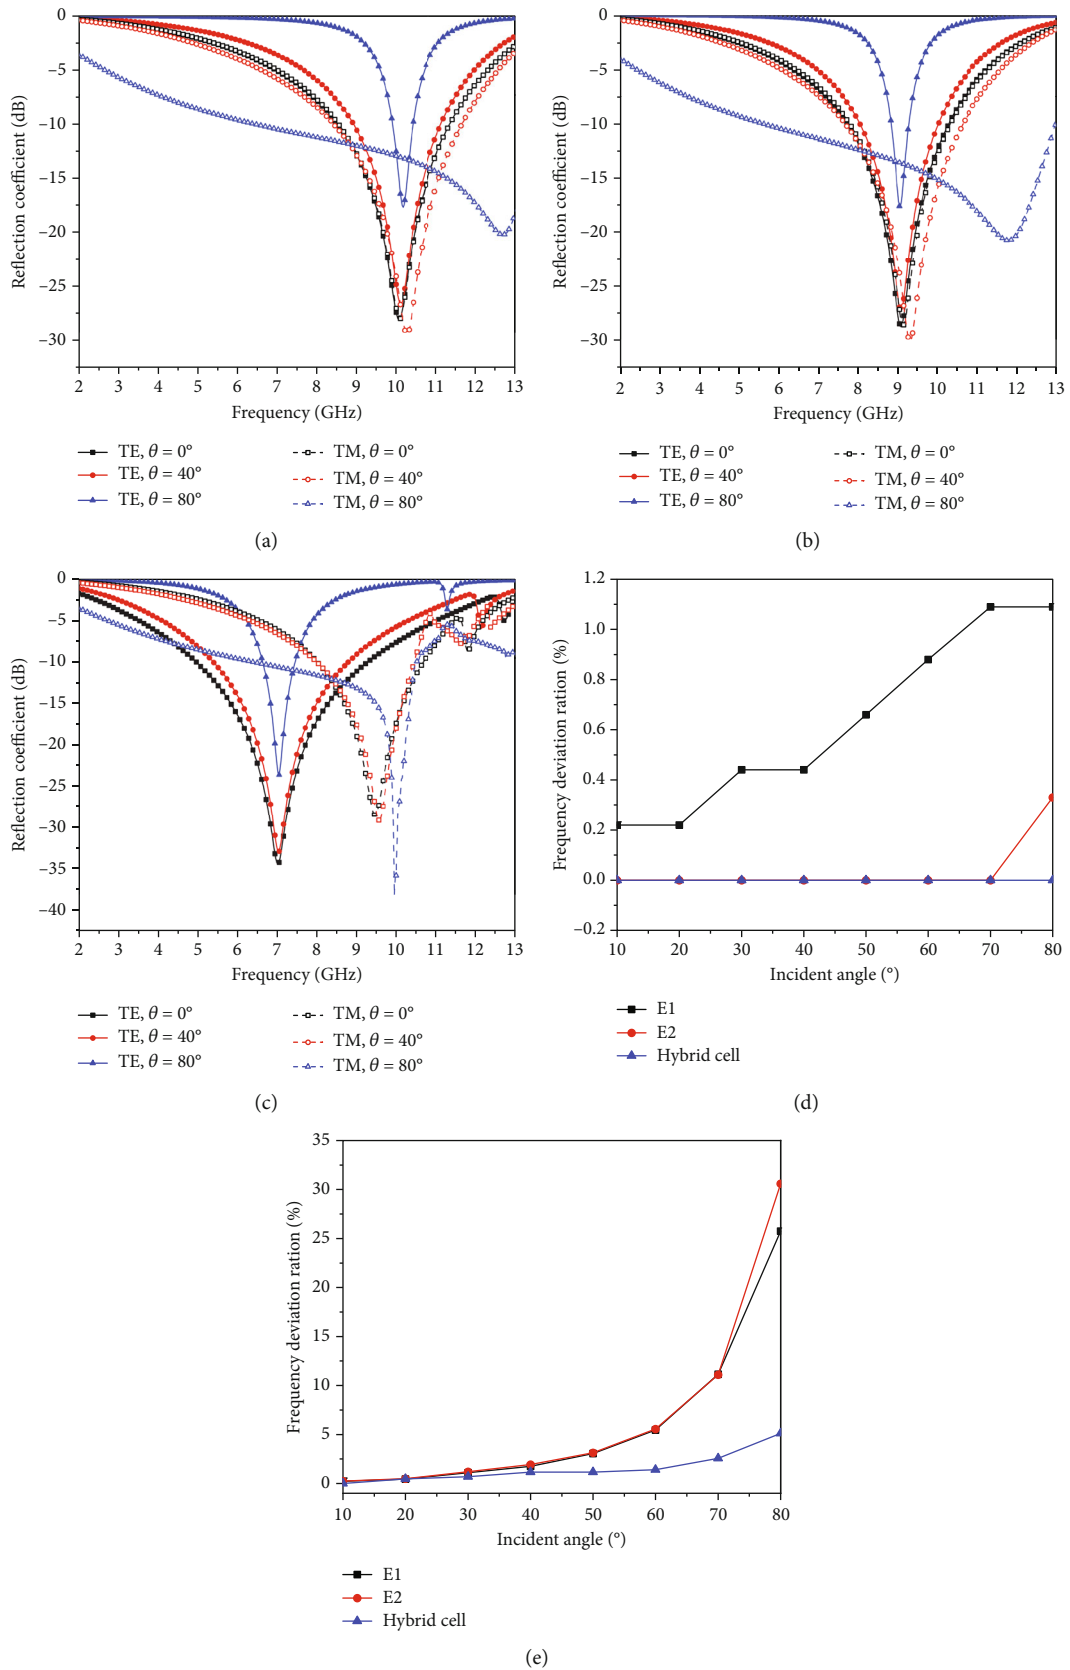 0
−5
−10
−15
−20
−25
−30
Reflection coefficient (dB)
2 3 4 5 6 7 8 9 10 11 12 13
Frequency (GHz)
TE, θ = 0°
TE, θ = 40°
TE, θ = 80°
TM, θ = 0°
TM, θ = 40°
TM, θ = 80°
(a)
0
−5
−10
−15
−20
−25
−30
Reflection coefficient (dB)
2 3 4 5 6 7 8 9 10 11 12 13
Frequency (GHz)
TE, θ = 0°
TE, θ = 40°
TE, θ = 80°
TM, θ = 0°
TM, θ = 40°
TM, θ = 80°
(b)
0
−5
−10
−15
−20
−25
−30
−35
−40
Reflection coefficient (dB)
2 3 4 5 6 7 8 9 10 11 12 13
Frequency (GHz)
TE, θ = 0°
TE, θ = 40°
TE, θ = 80°
TM, θ = 0°
TM, θ = 40°
TM, θ = 80°
(c)
1.2
1.0
0.8
0.6
0.4
0.2
0.0
−0.2
Frequency deviation ration (%)
10 20 30 40 50 60 70 80
Incident angle (°)
E1
E2
Hybrid cell
(d)
35
30
25
20
15
10
5
0
Frequency deviation ration (%)
10 20 30 40 50 60 70 80
Incident angle (°)
E1
E2
Hybrid cell
(e)